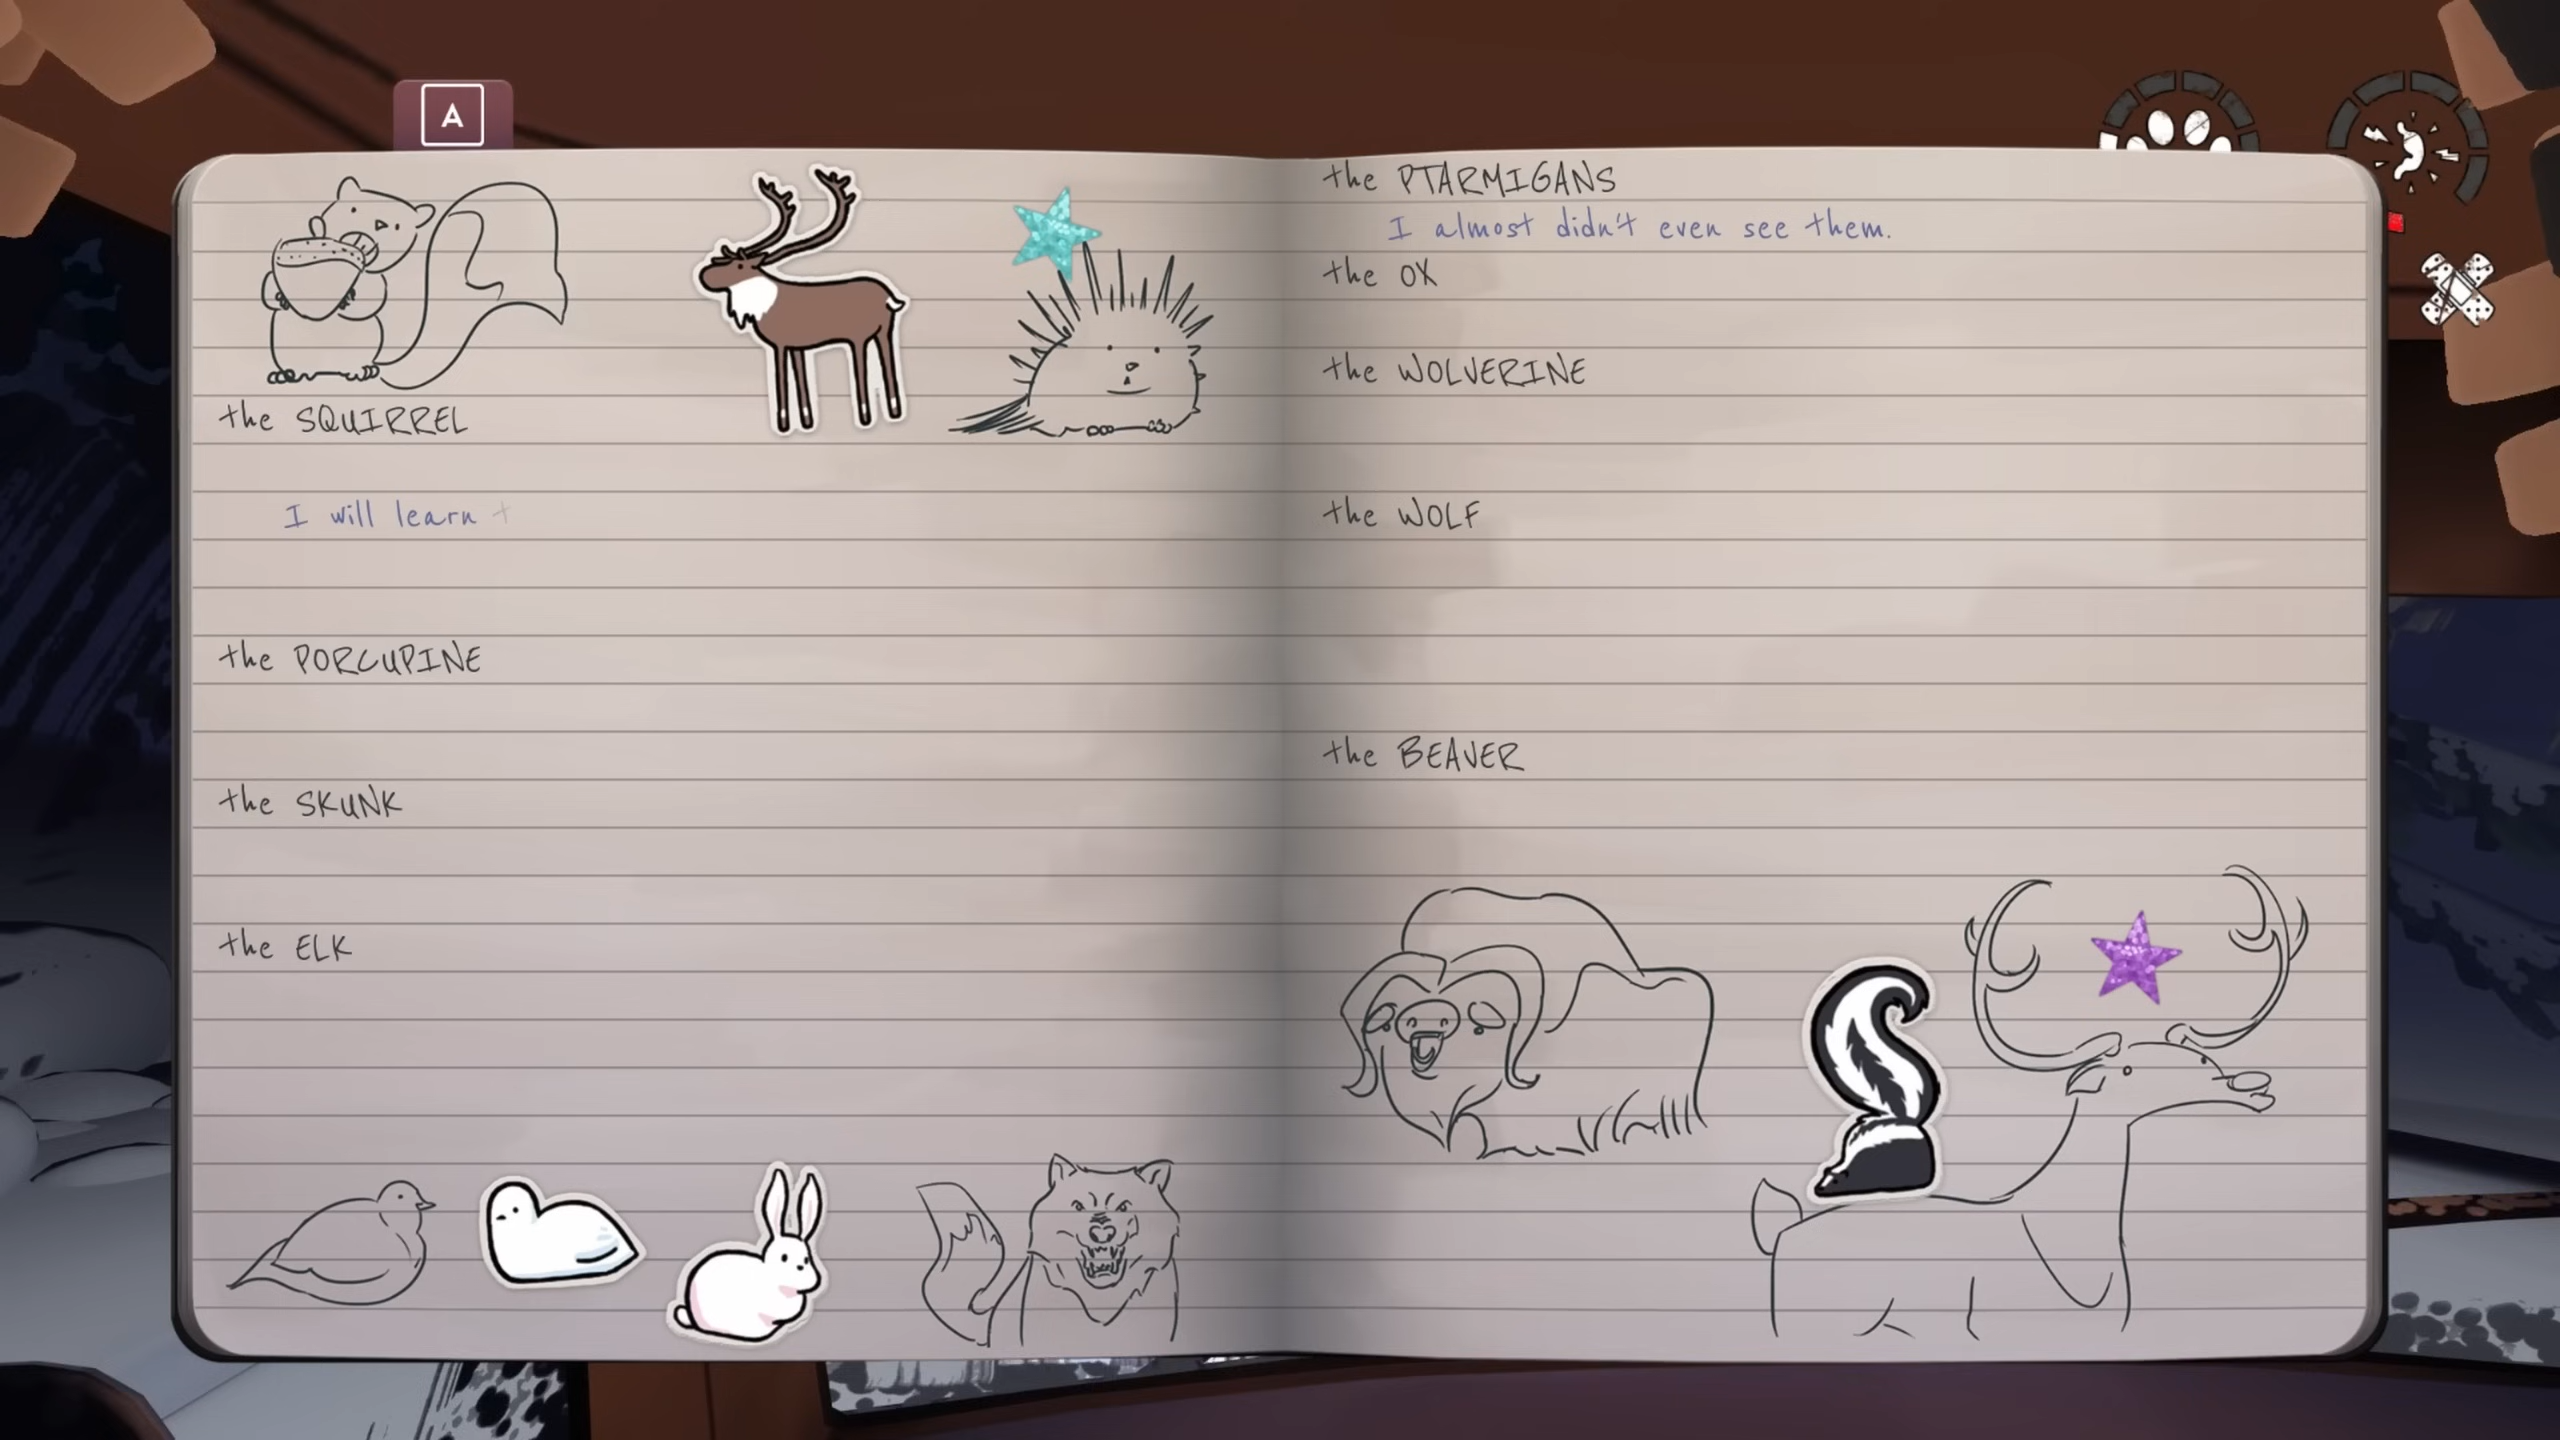 A
the SQUIRREL
I will learn t
the PORCUPINE
the SKUNK
the ELK
the PTARMIGANS
I almost didn't even see them.
the OX
the WOLVERINE
the WOLF
the BEAVER